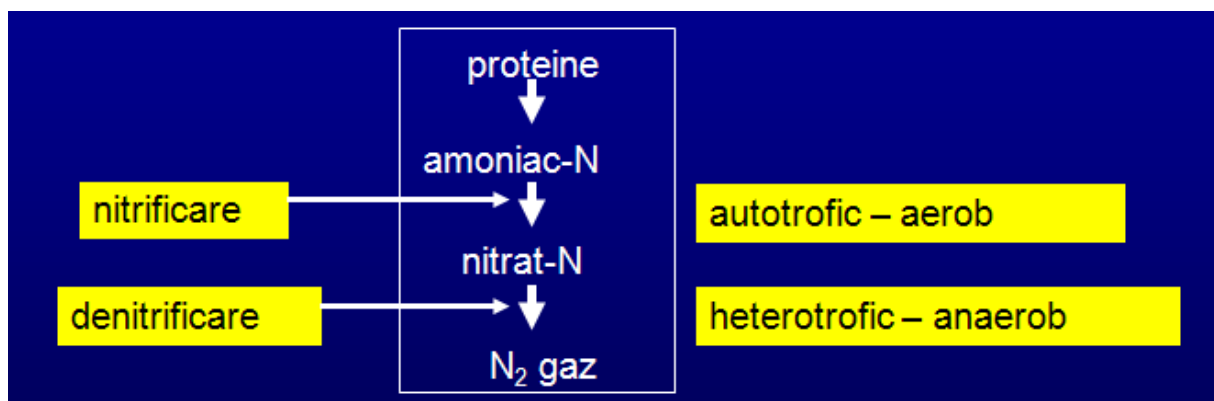 proteine
amoniac-N
nitrificare
autotrofic – aerob
nitrat-N
denitrificare
heterotrofic – anaerob
N₂ gaz